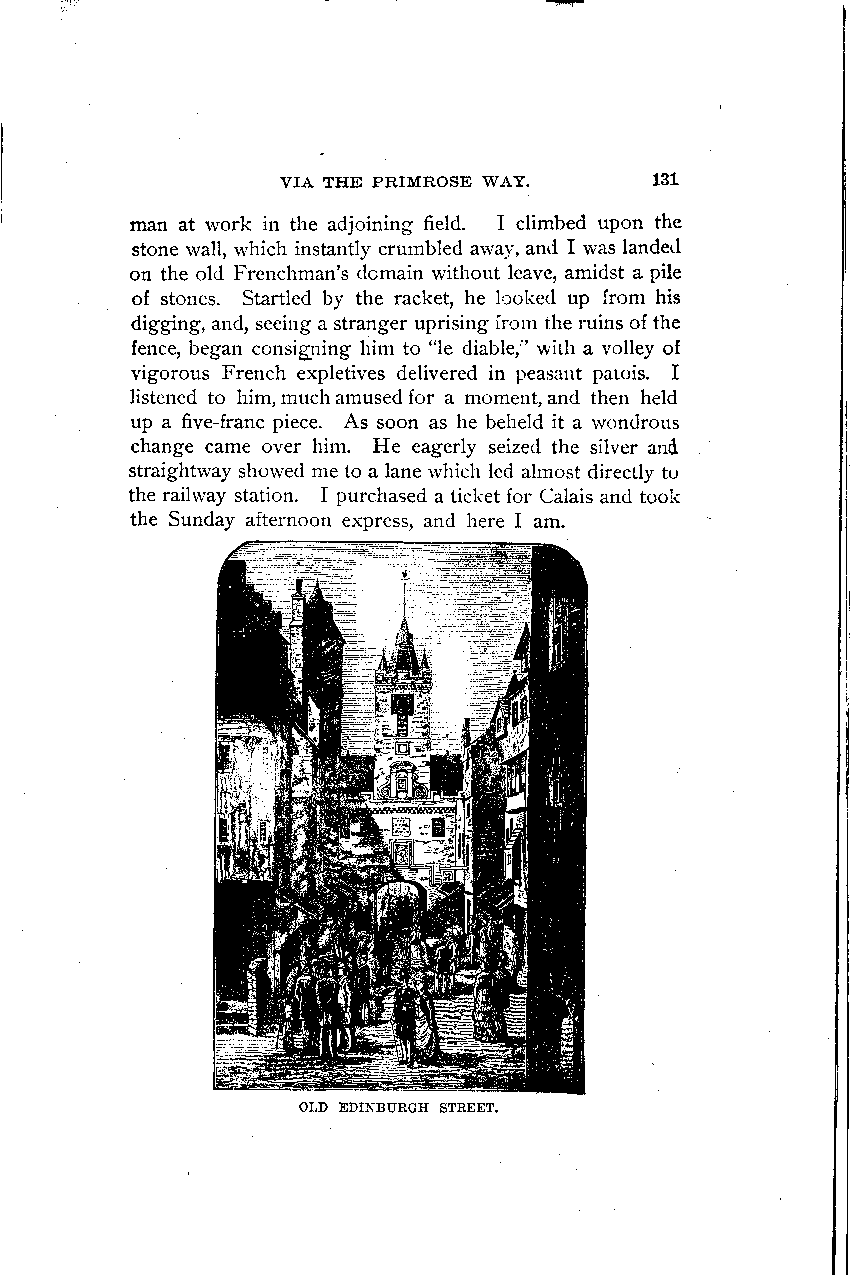 VIA THE PRIMROSE WAY. 131
man at work in the adjoining field. I climbed upon the
stone wall, which instantly crumbled away, and I was landed
on the old Frenchman's domain without leave, amidst a pile
of stones. Startled by the racket, he looked up from his
digging, and, seeing a stranger uprising from the ruins of the
fence, began consigning him to "le diable," with a volley of
vigorous French expletives delivered in peasant patois. I
listened to him, much amused for a moment, and then held
up a five-franc piece. As soon as he beheld it a wondrous
change came over him. He eagerly seized the silver and
straightway showed me to a lane which led almost directly to
the railway station. I purchased a ticket for Calais and took
the Sunday afternoon express, and here I am.
OLD EDINBURGH STREET.